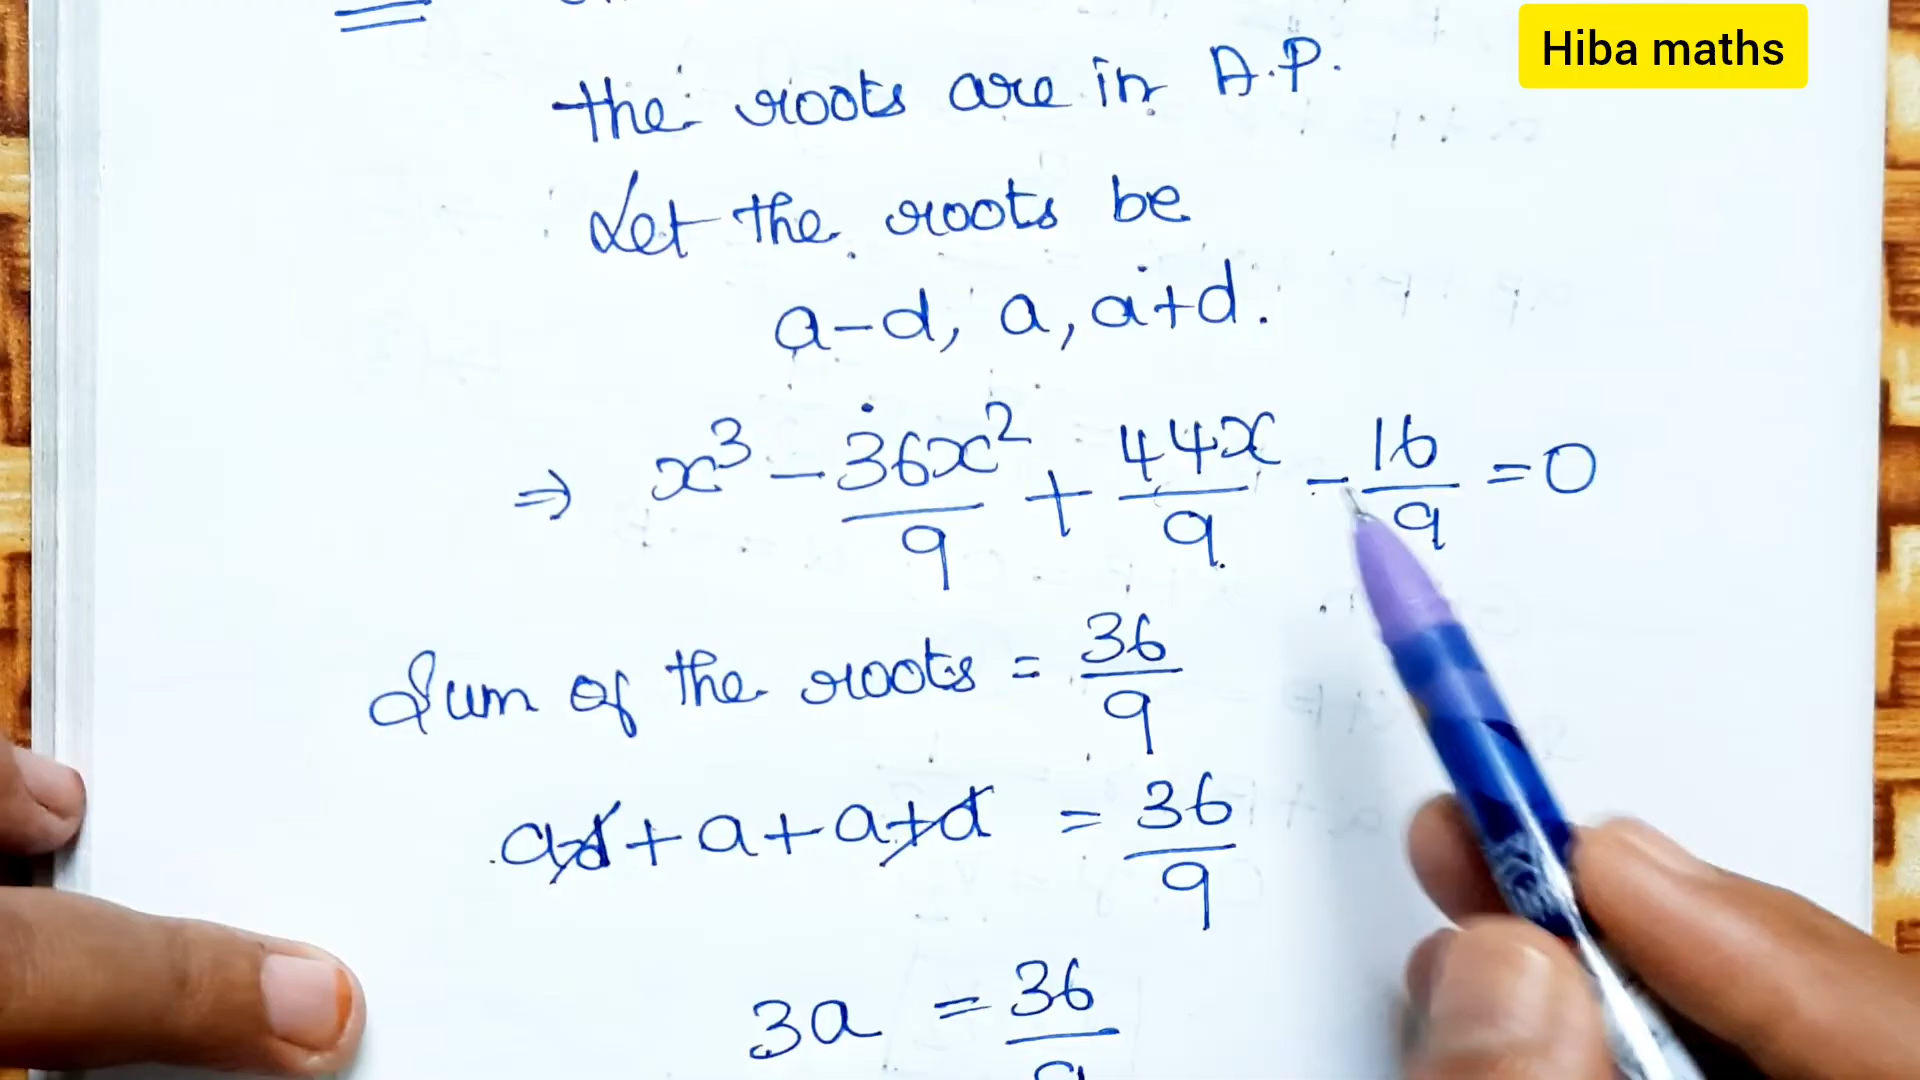 Hiba maths
the roots are in A.P.
Let the roots be
a-d, a, a+d.
⇒ x³ - 36x²/9 + 44x/9 - 16/9 = 0
Sum of the roots = 36/9
a-d + a + a+d = 36/9
3a = 36/9